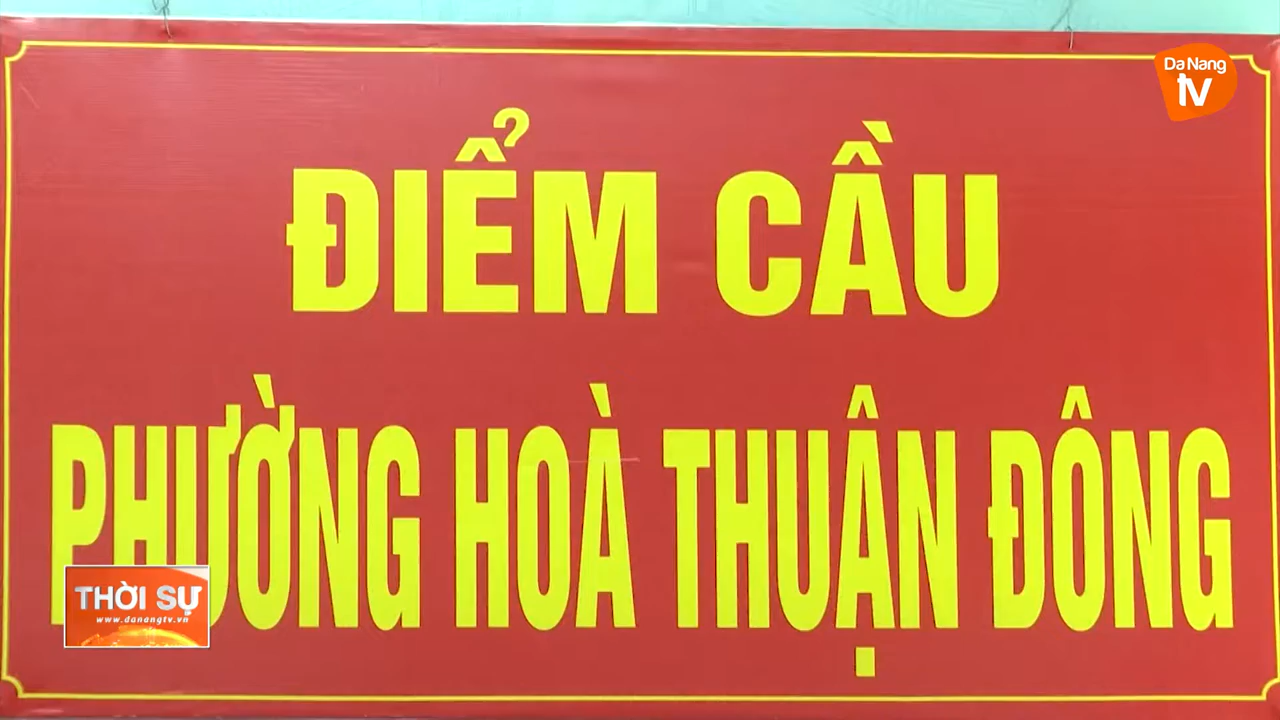 Da Nang
tv
ĐIỂM CẦU
PHƯỜNG HOÀ THUẬN ĐÔNG
THỜI SỰ
www.danangtv.vn